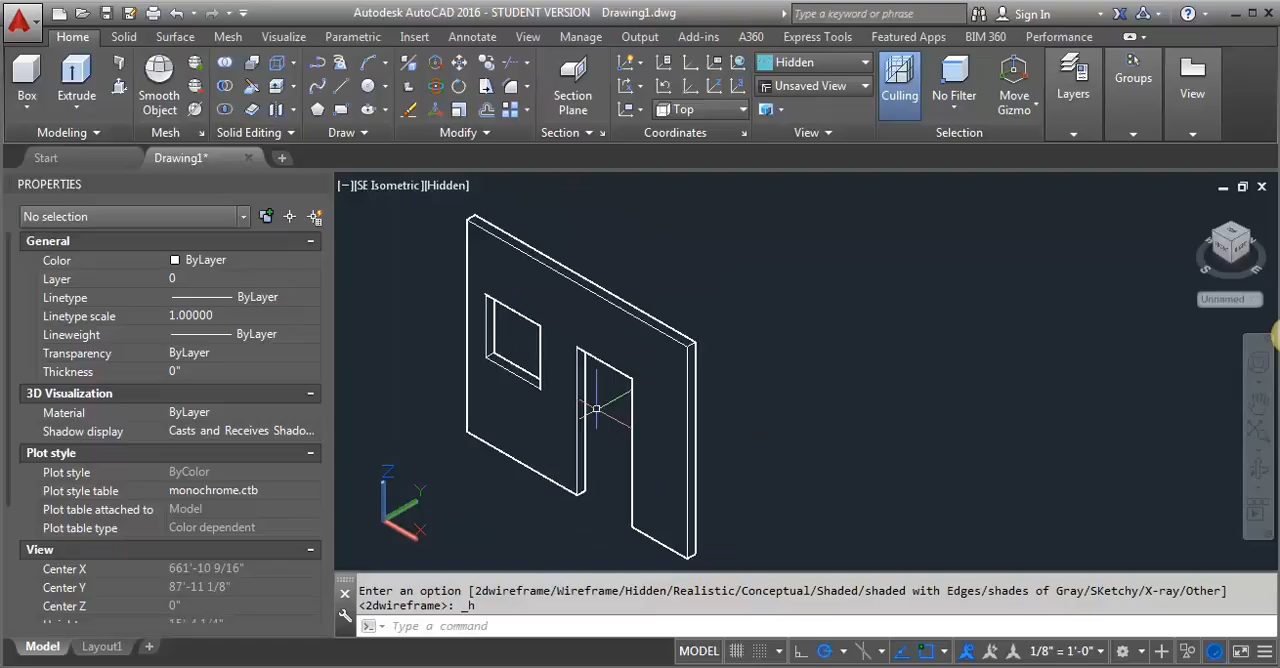 Autodesk AutoCAD 2016 - STUDENT VERSION Drawing1.dwg
Type a keyword or phrase
Sign In
Home Solid Surface Mesh Visualize Parametric Insert Annotate View Manage Output Add-ins A360 Express Tools Featured Apps BIM 360 Performance
Box
Extrude
Smooth
Object
Section
Plane
Hidden
Unsaved View
Top
Culling
No Filter
Move
Gizmo
Layers
Groups
View
Modeling
Mesh
Solid Editing
Draw
Modify
Section
Coordinates
View
Selection
Start
Drawing1*
PROPERTIES
No selection
General
Color ByLayer
Layer 0
Linetype ByLayer
Linetype scale 1.00000
Lineweight ByLayer
Transparency ByLayer
Thickness 0"
3D Visualization
Material ByLayer
Shadow display Casts and Receives Shado...
Plot style
Plot style ByColor
Plot style table monochrome.ctb
Plot table attached to Model
Plot table type Color dependent
View
Center X 661'-10 9/16"
Center Y 87'-11 1/8"
Center Z 0"
[−][SE Isometric][Hidden]
Z
Y
X
S
E
Unnamed
Enter an option [2dwireframe/Wireframe/Hidden/Realistic/Conceptual/Shaded/shaded with Edges/shades of Gray/SKetchy/X-ray/Other]
<2dwireframe>: _h
Type a command
Model
Layout1
MODEL
1/8" = 1'-0"